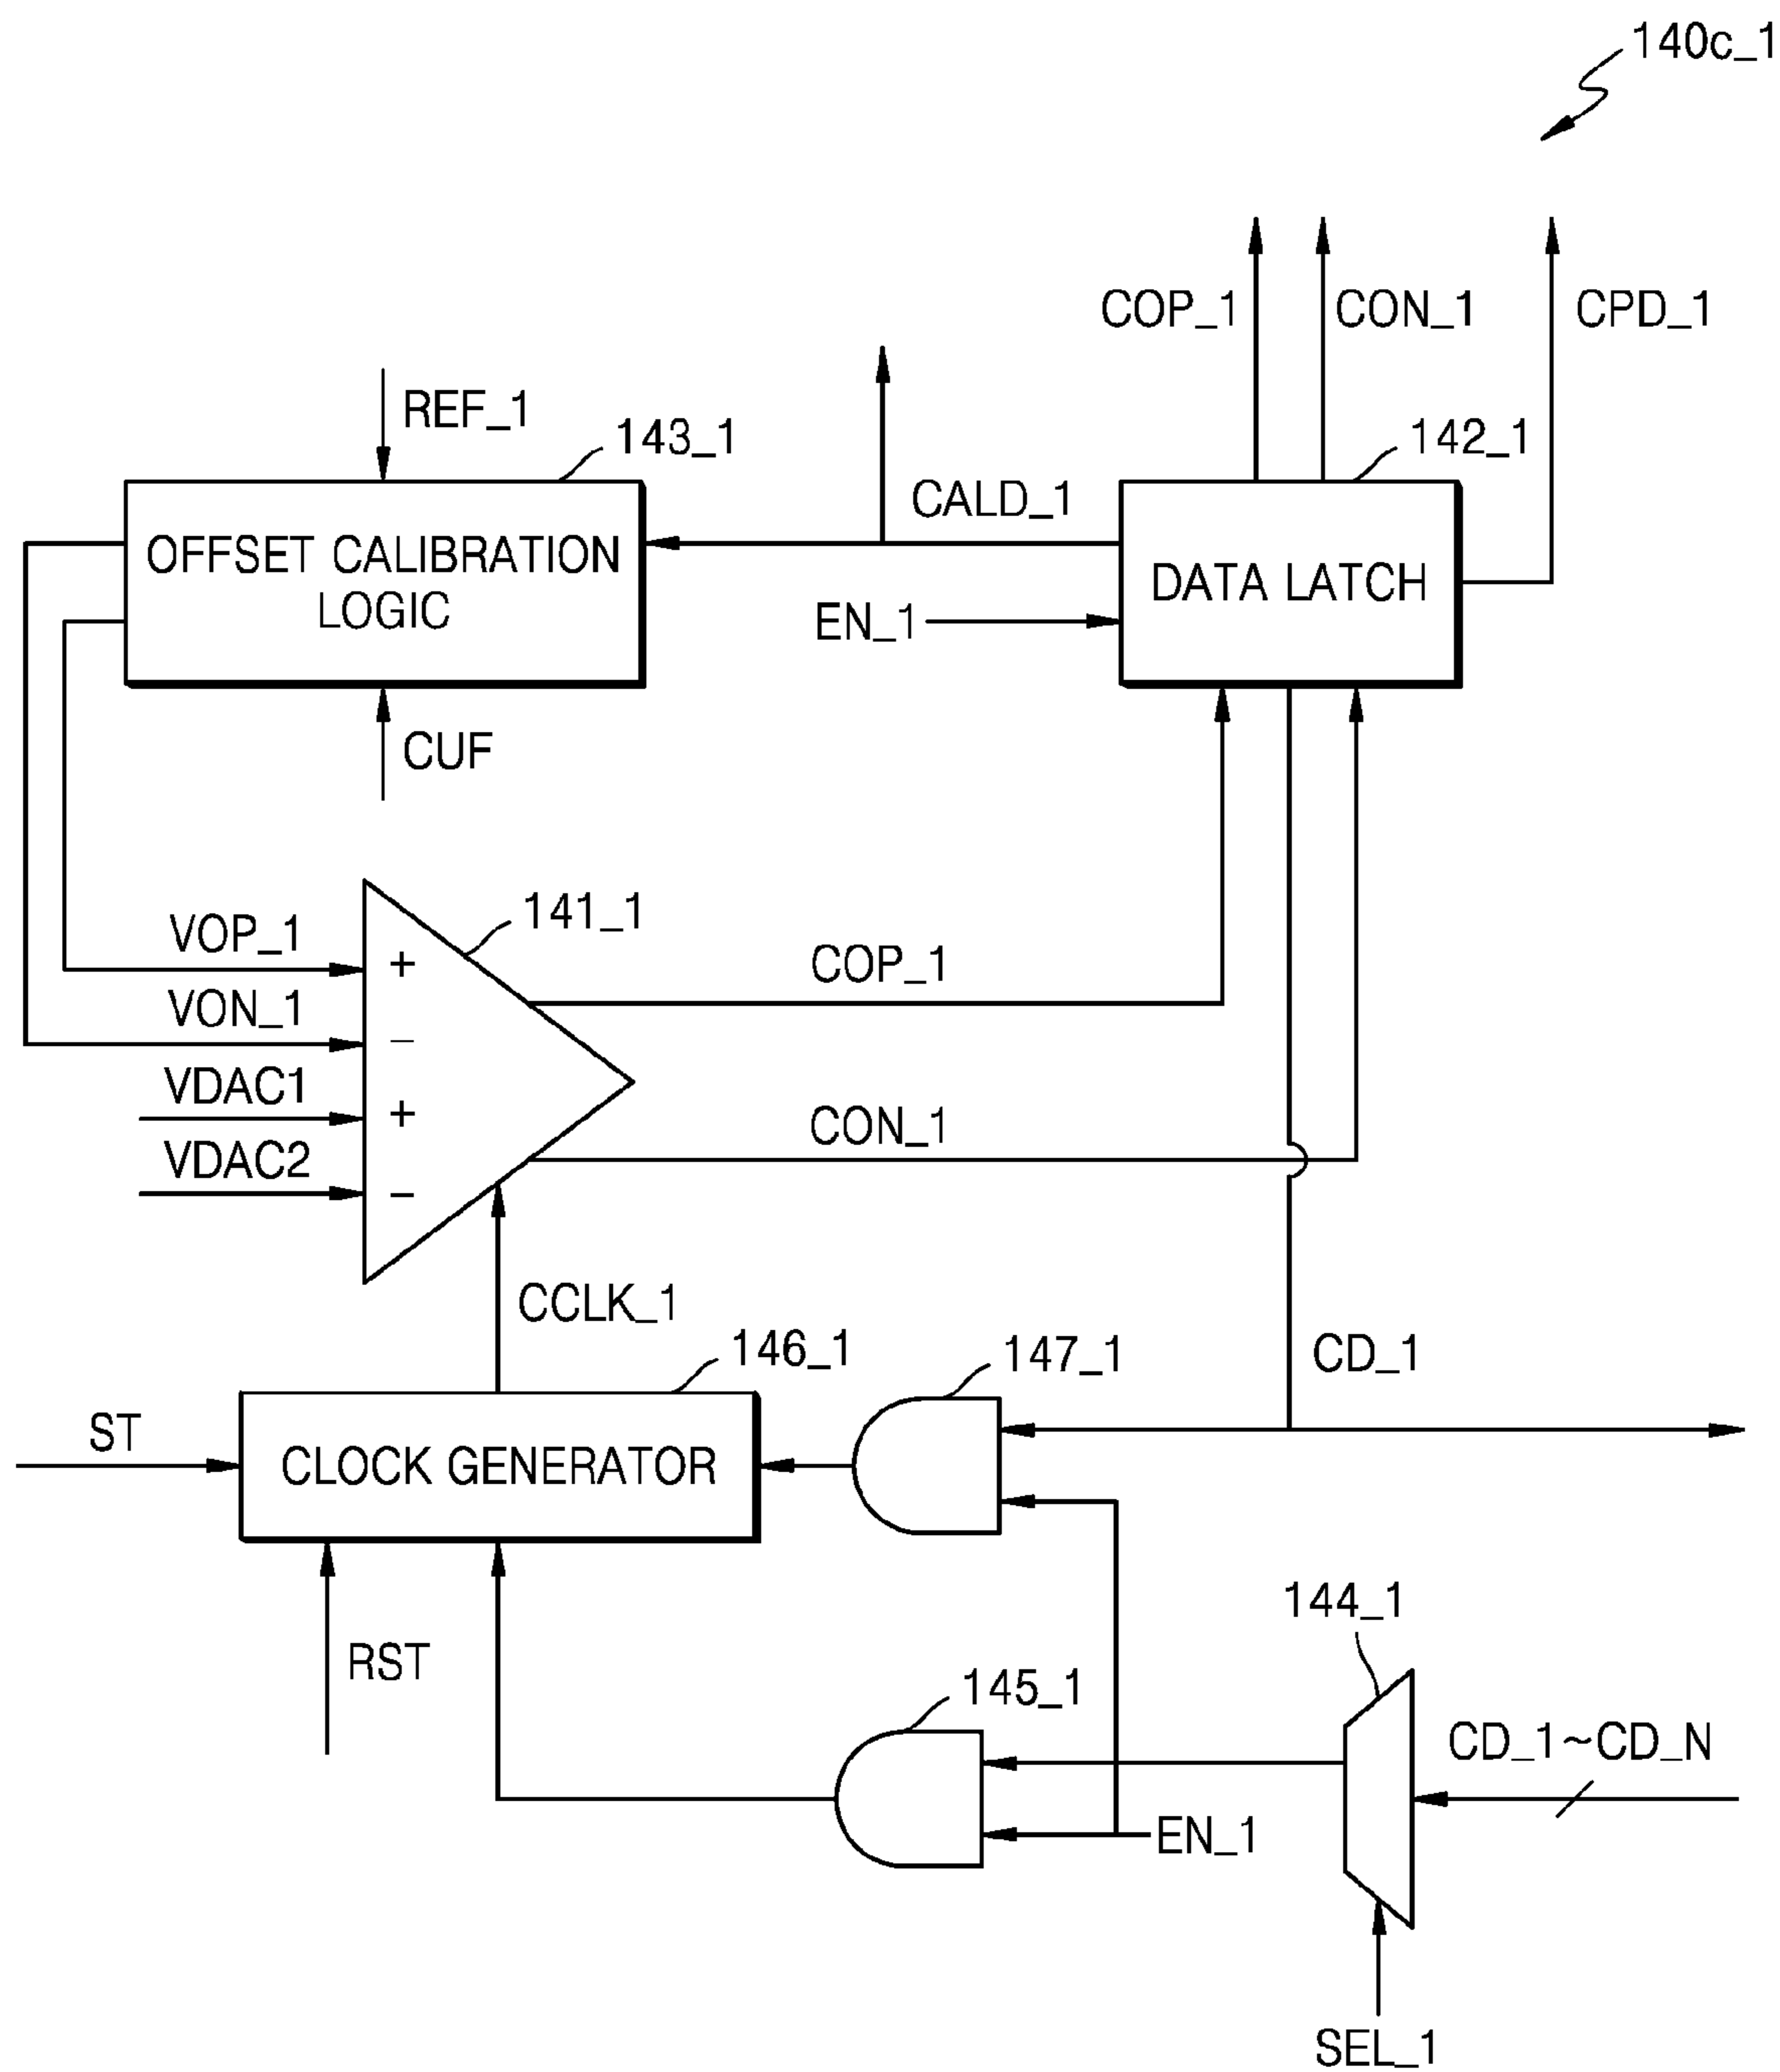 140c_1
COP_1
CON_1
CPD_1
REF_1
143_1
142_1
CALD_1
OFFSET CALIBRATION
LOGIC
DATA LATCH
EN_1
CUF
141_1
VOP_1
+
COP_1
VON_1
−
VDAC1
+
CON_1
VDAC2
−
CCLK_1
146_1
147_1
CD_1
ST
CLOCK GENERATOR
144_1
RST
145_1
CD_1~CD_N
EN_1
SEL_1